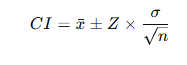 CI = x̄ ± Z × σ/√n